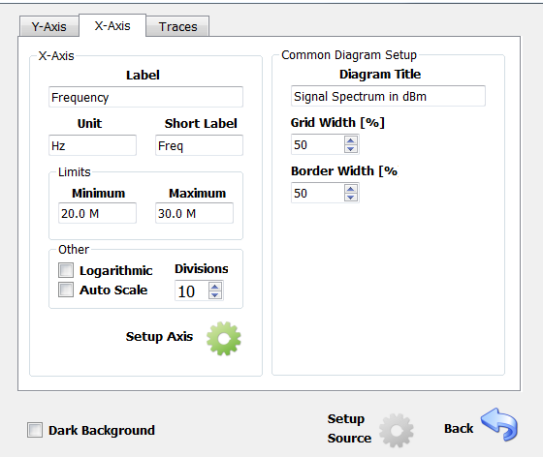 Y-Axis X-Axis Traces
X-Axis
Label
Frequency
Unit Short Label
Hz Freq
Limits
Minimum Maximum
20.0 M 30.0 M
Other
Logarithmic Divisions
Auto Scale 10
Setup Axis
Common Diagram Setup
Diagram Title
Signal Spectrum in dBm
Grid Width [%]
50
Border Width [%
50
Dark Background
Setup
Source
Back